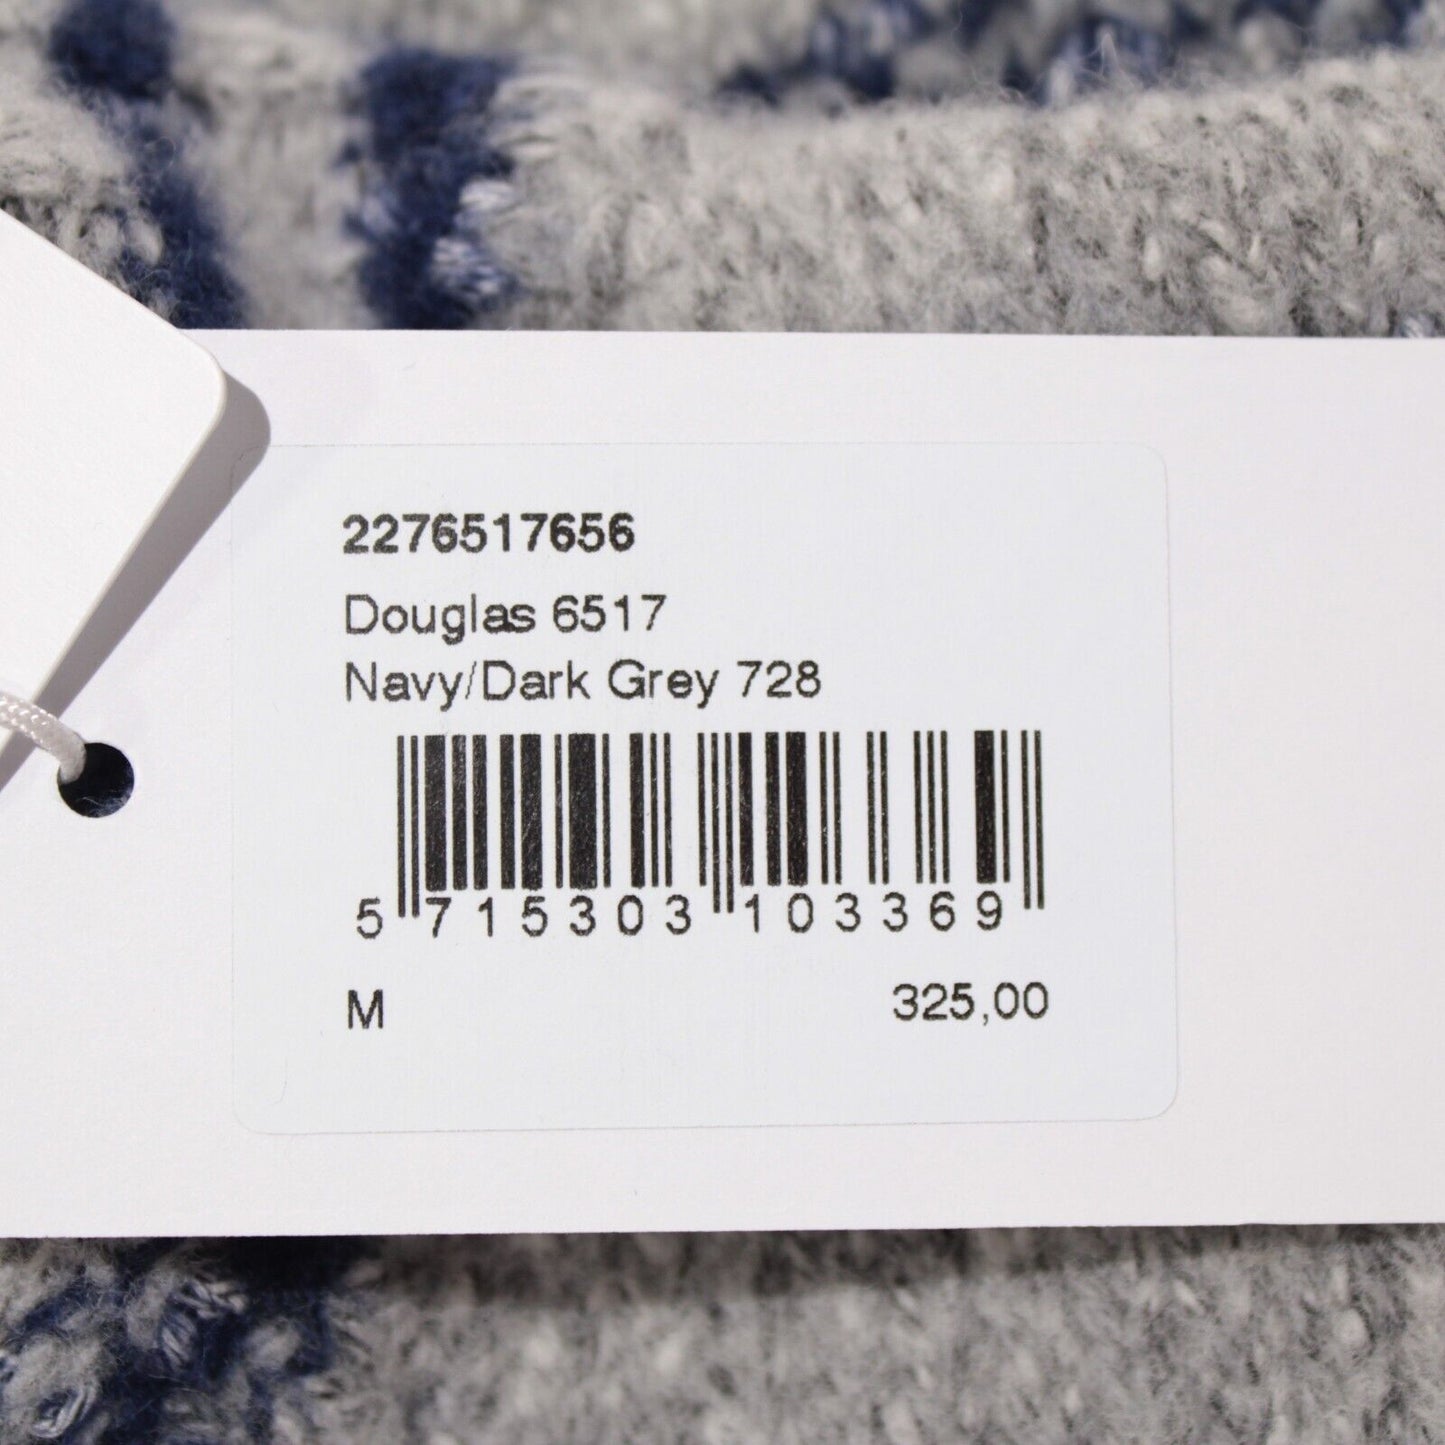 2276517656
Douglas 6517
Navy/Dark Grey 728
5 715303 103369
M 325,00